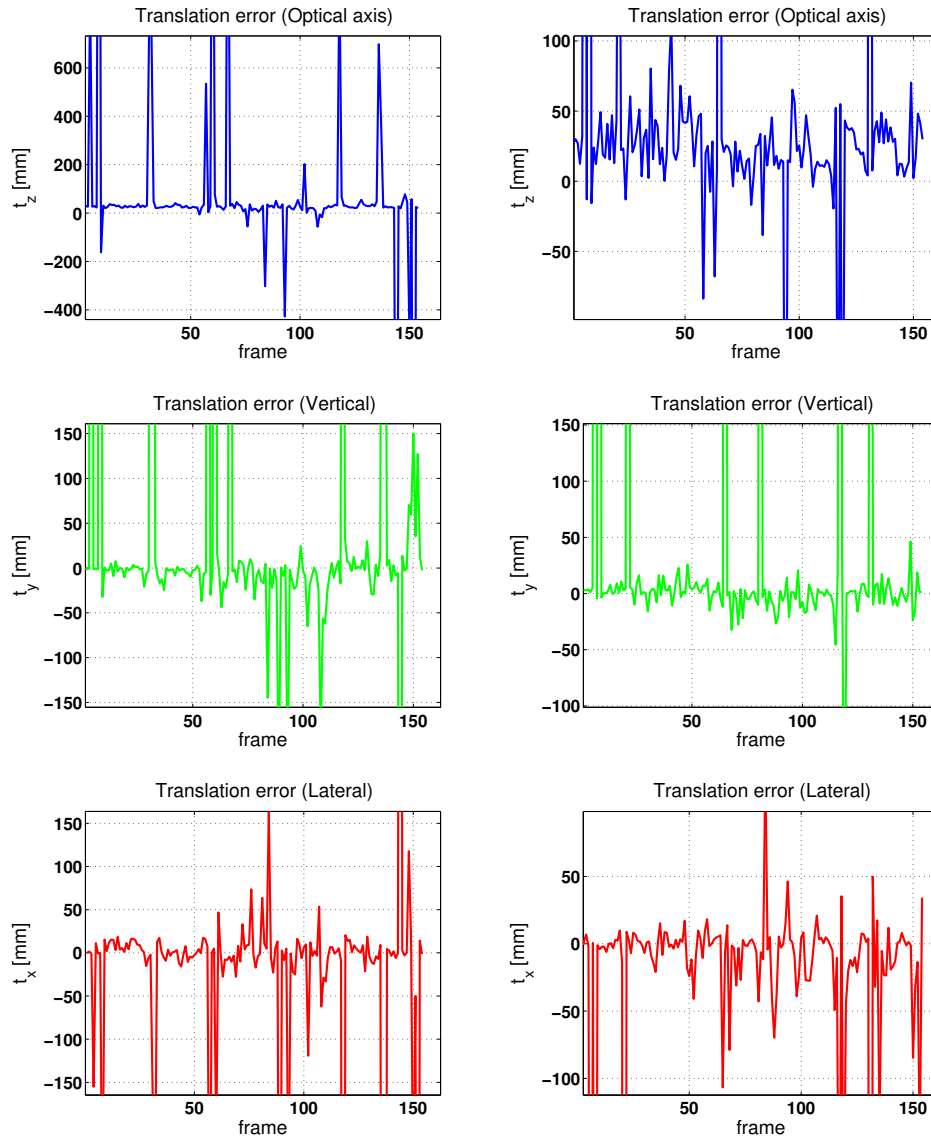 Translation error (Optical axis)
600
400
200
0
−200
−400
t_z [mm]
50
100
150
frame
Translation error (Optical axis)
100
50
0
−50
t_z [mm]
50
100
150
frame
Translation error (Vertical)
150
100
50
0
−50
−100
−150
t_y [mm]
50
100
150
frame
Translation error (Vertical)
150
100
50
0
−50
−100
t_y [mm]
50
100
150
frame
Translation error (Lateral)
150
100
50
0
−50
−100
−150
t_x [mm]
50
100
150
frame
Translation error (Lateral)
50
0
−50
−100
t_x [mm]
50
100
150
frame